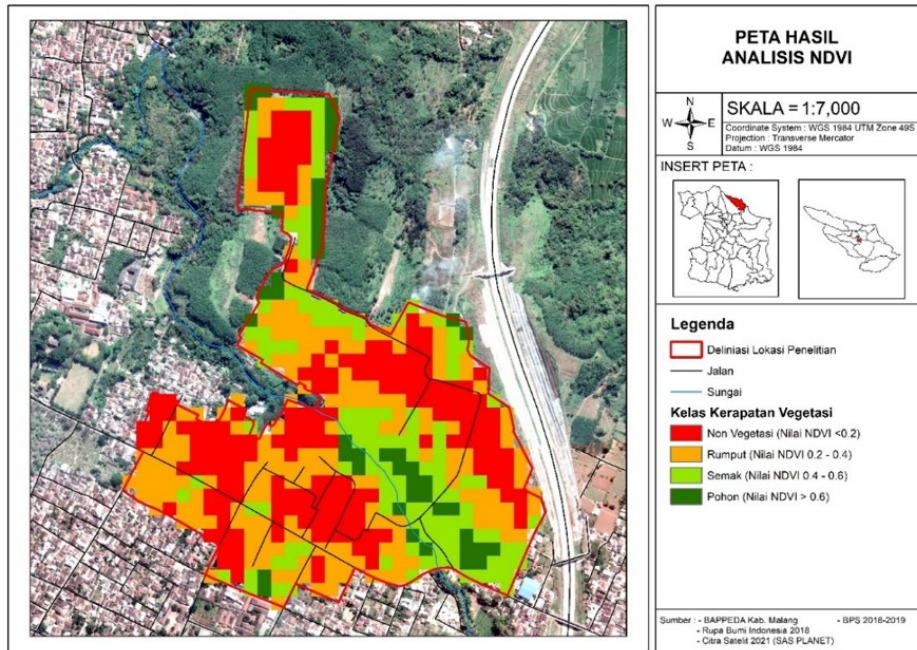 PETA HASIL
ANALISIS NDVI
N
W E
S
SKALA = 1:7,000
Coordinate System : WGS 1984 UTM Zone 49S
Projection : Transverse Mercator
Datum : WGS 1984
INSERT PETA :
Legenda
Deliniasi Lokasi Penelitian
Jalan
Sungai
Kelas Kerapatan Vegetasi
Non Vegetasi (Nilai NDVI <0.2)
Rumput (Nilai NDVI 0.2 - 0.4)
Semak (Nilai NDVI 0.4 - 0.6)
Pohon (Nilai NDVI > 0.6)
Sumber : - BAPPEDA Kab. Malang - BPS 2018-2019
- Rupa Bumi Indonesia 2018
- Citra Satelit 2021 (SAS PLANET)